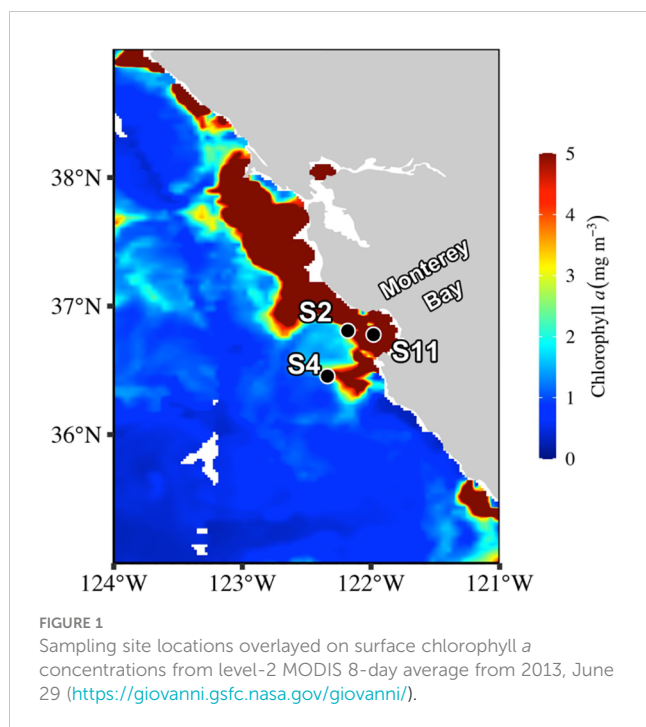 38°N
37°N
36°N
124°W 123°W 122°W 121°W
Monterey
Bay
S2
S11
S4
5
4
3
2
1
0
Chlorophyll a (mg m⁻³)
FIGURE 1
Sampling site locations overlayed on surface chlorophyll a
concentrations from level-2 MODIS 8-day average from 2013, June
29 (https://giovanni.gsfc.nasa.gov/giovanni/).